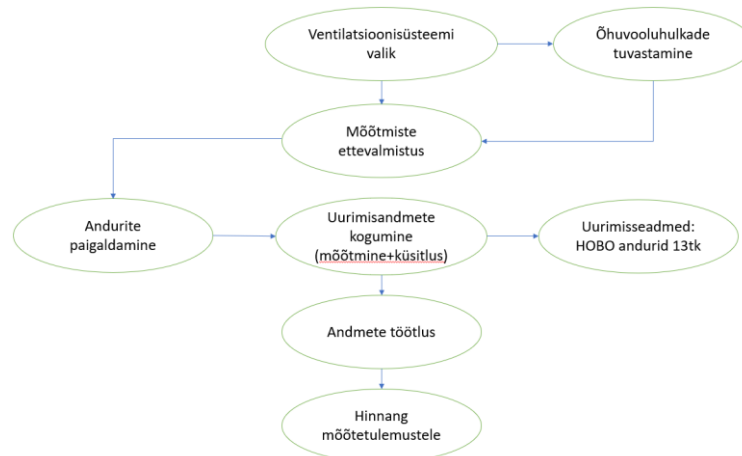 Ventilatsioonisüsteemi
valik
Õhuvooluhulkade
tuvastamine
Mõõtmiste
ettevalmistus
Andurite
paigaldamine
Uurimisandmete
kogumine
(mõõtmine+küsitlus)
Uurimisseadmed:
HOBO andurid 13tk
Andmete töötlus
Hinnang
mõõtetulemustele